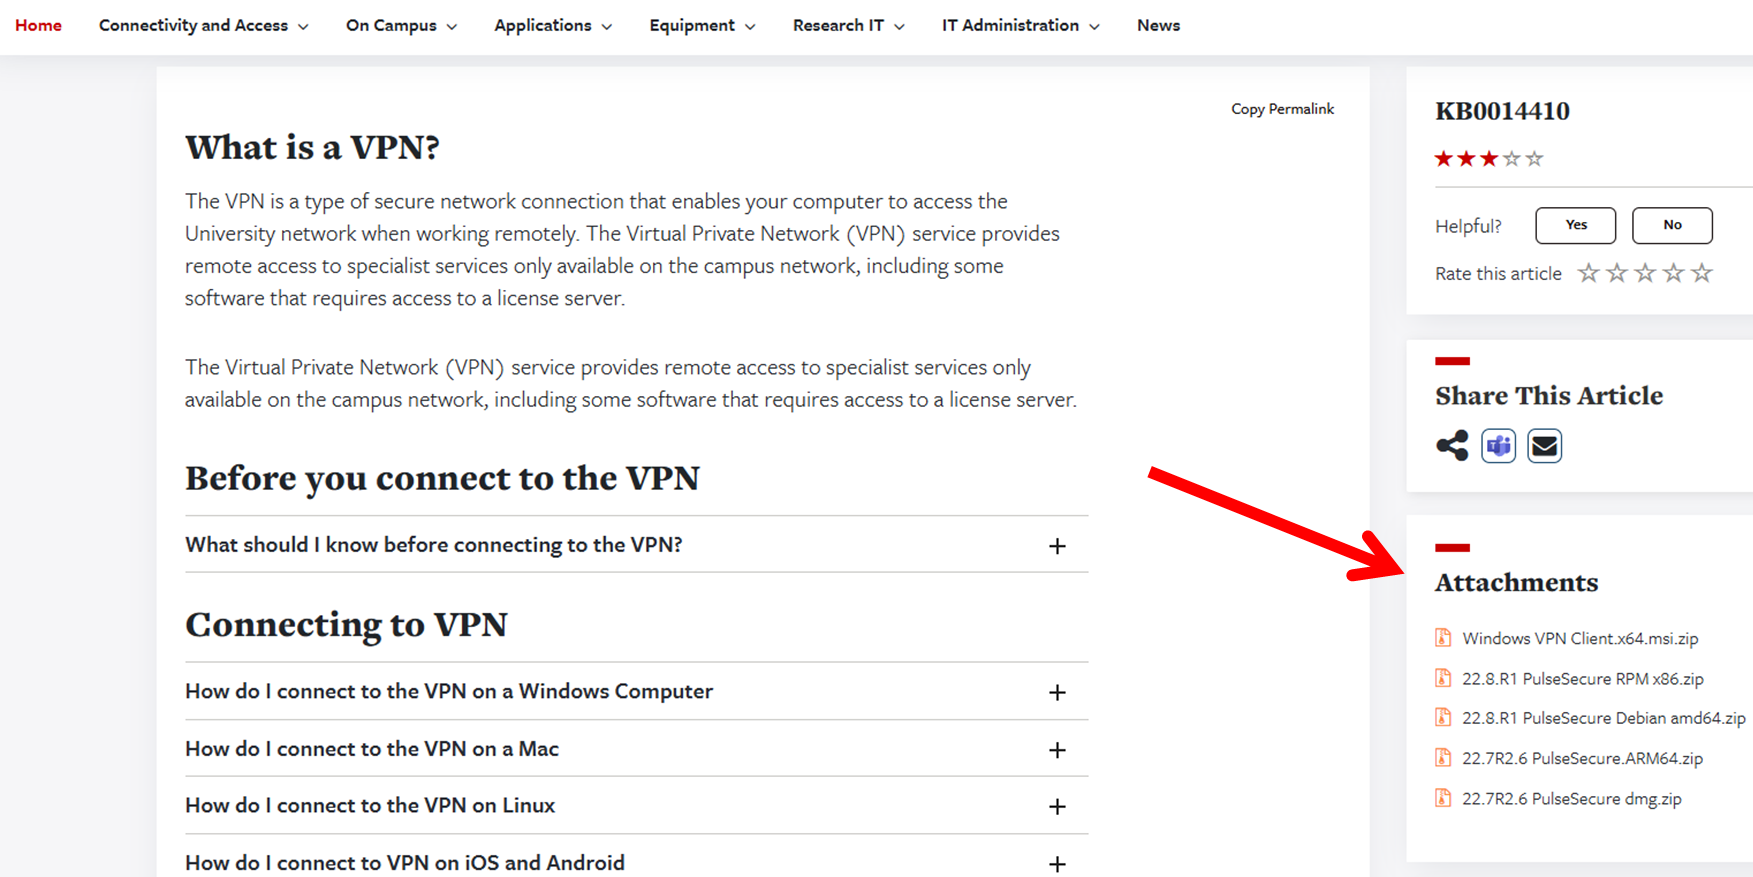 Home Connectivity and Access On Campus Applications Equipment Research IT IT Administration News
Copy Permalink
What is a VPN?
The VPN is a type of secure network connection that enables your computer to access the
University network when working remotely. The Virtual Private Network (VPN) service provides
remote access to specialist services only available on the campus network, including some
software that requires access to a license server.
The Virtual Private Network (VPN) service provides remote access to specialist services only
available on the campus network, including some software that requires access to a license server.
Before you connect to the VPN
What should I know before connecting to the VPN?
Connecting to VPN
How do I connect to the VPN on a Windows Computer
How do I connect to the VPN on a Mac
How do I connect to the VPN on Linux
How do I connect to VPN on iOS and Android
KB0014410
Helpful? Yes No
Rate this article
Share This Article
Attachments
Windows VPN Client.x64.msi.zip
22.8.R1 PulseSecure RPM x86.zip
22.8.R1 PulseSecure Debian amd64.zip
22.7R2.6 PulseSecure.ARM64.zip
22.7R2.6 PulseSecure dmg.zip